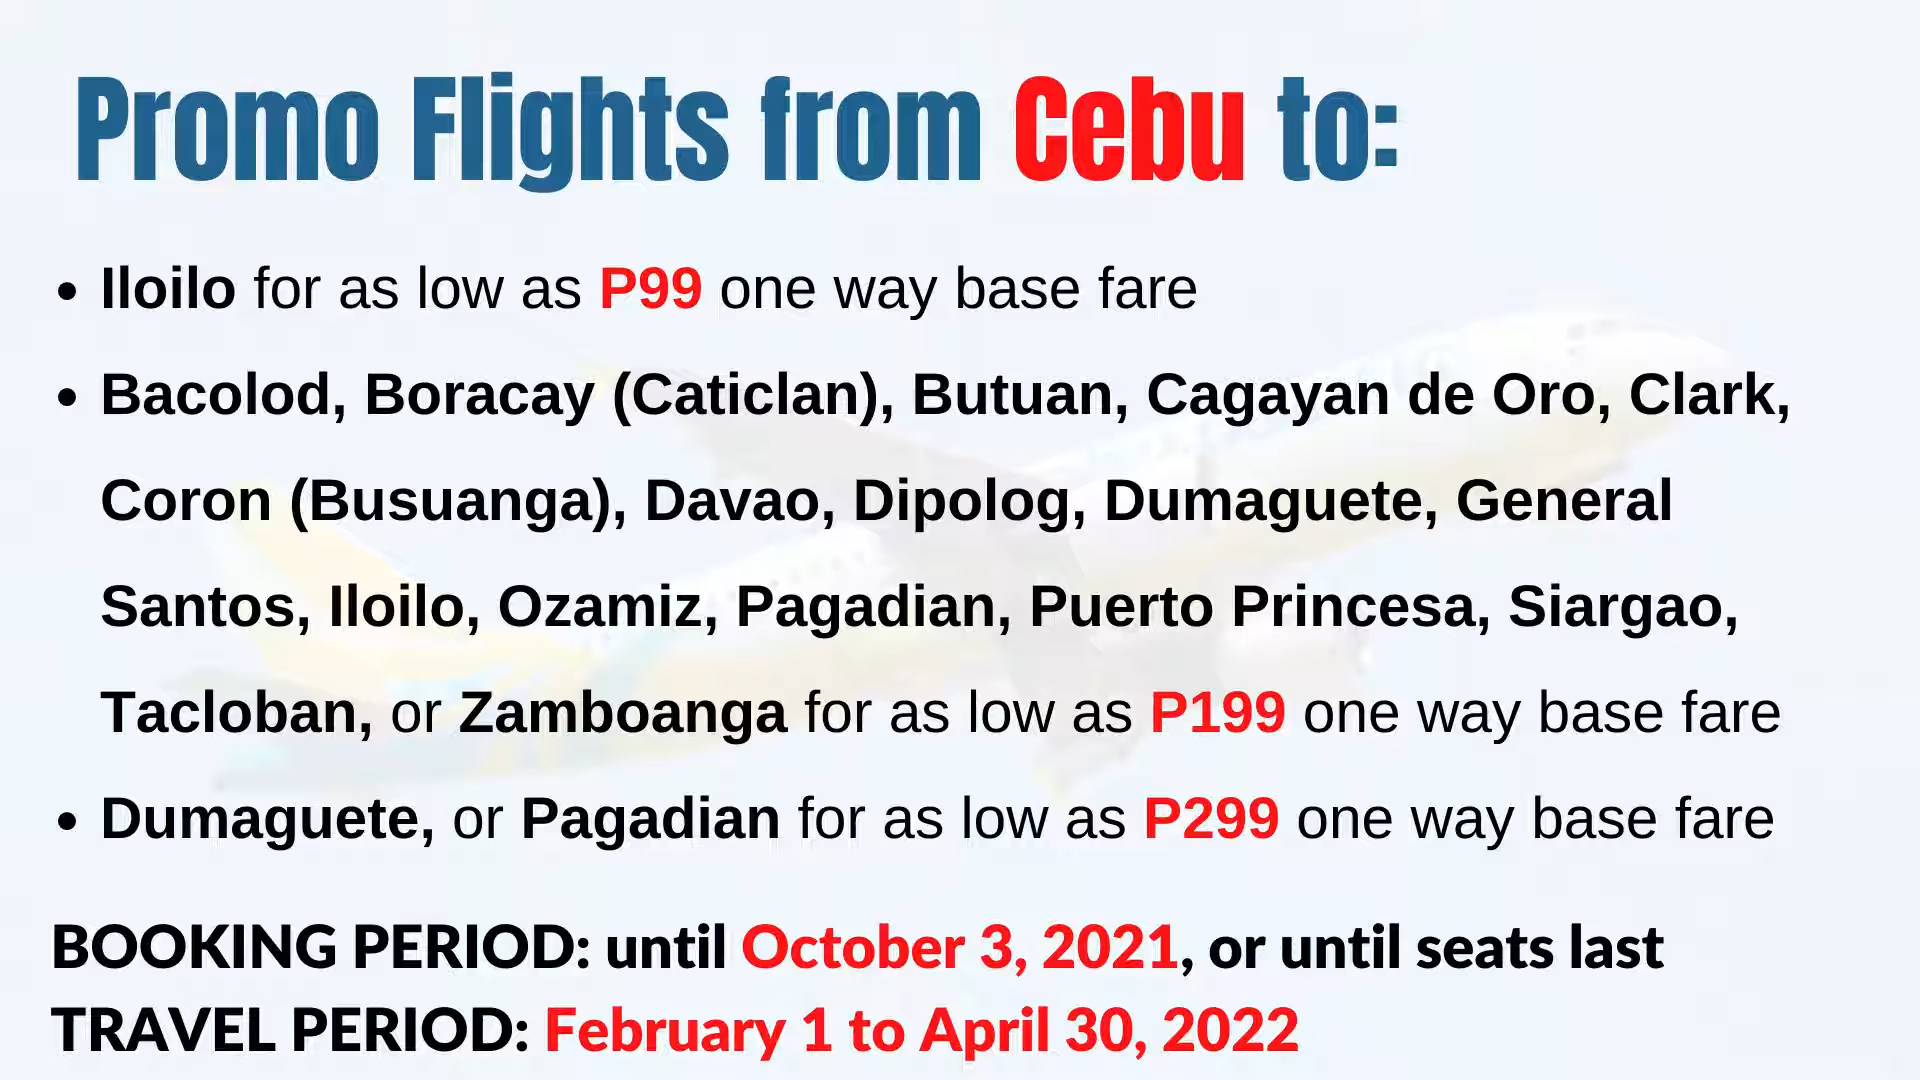 Promo Flights from Cebu to:
• Iloilo for as low as P99 one way base fare
• Bacolod, Boracay (Caticlan), Butuan, Cagayan de Oro, Clark,
Coron (Busuanga), Davao, Dipolog, Dumaguete, General
Santos, Iloilo, Ozamiz, Pagadian, Puerto Princesa, Siargao,
Tacloban, or Zamboanga for as low as P199 one way base fare
• Dumaguete, or Pagadian for as low as P299 one way base fare
BOOKING PERIOD: until October 3, 2021, or until seats last
TRAVEL PERIOD: February 1 to April 30, 2022